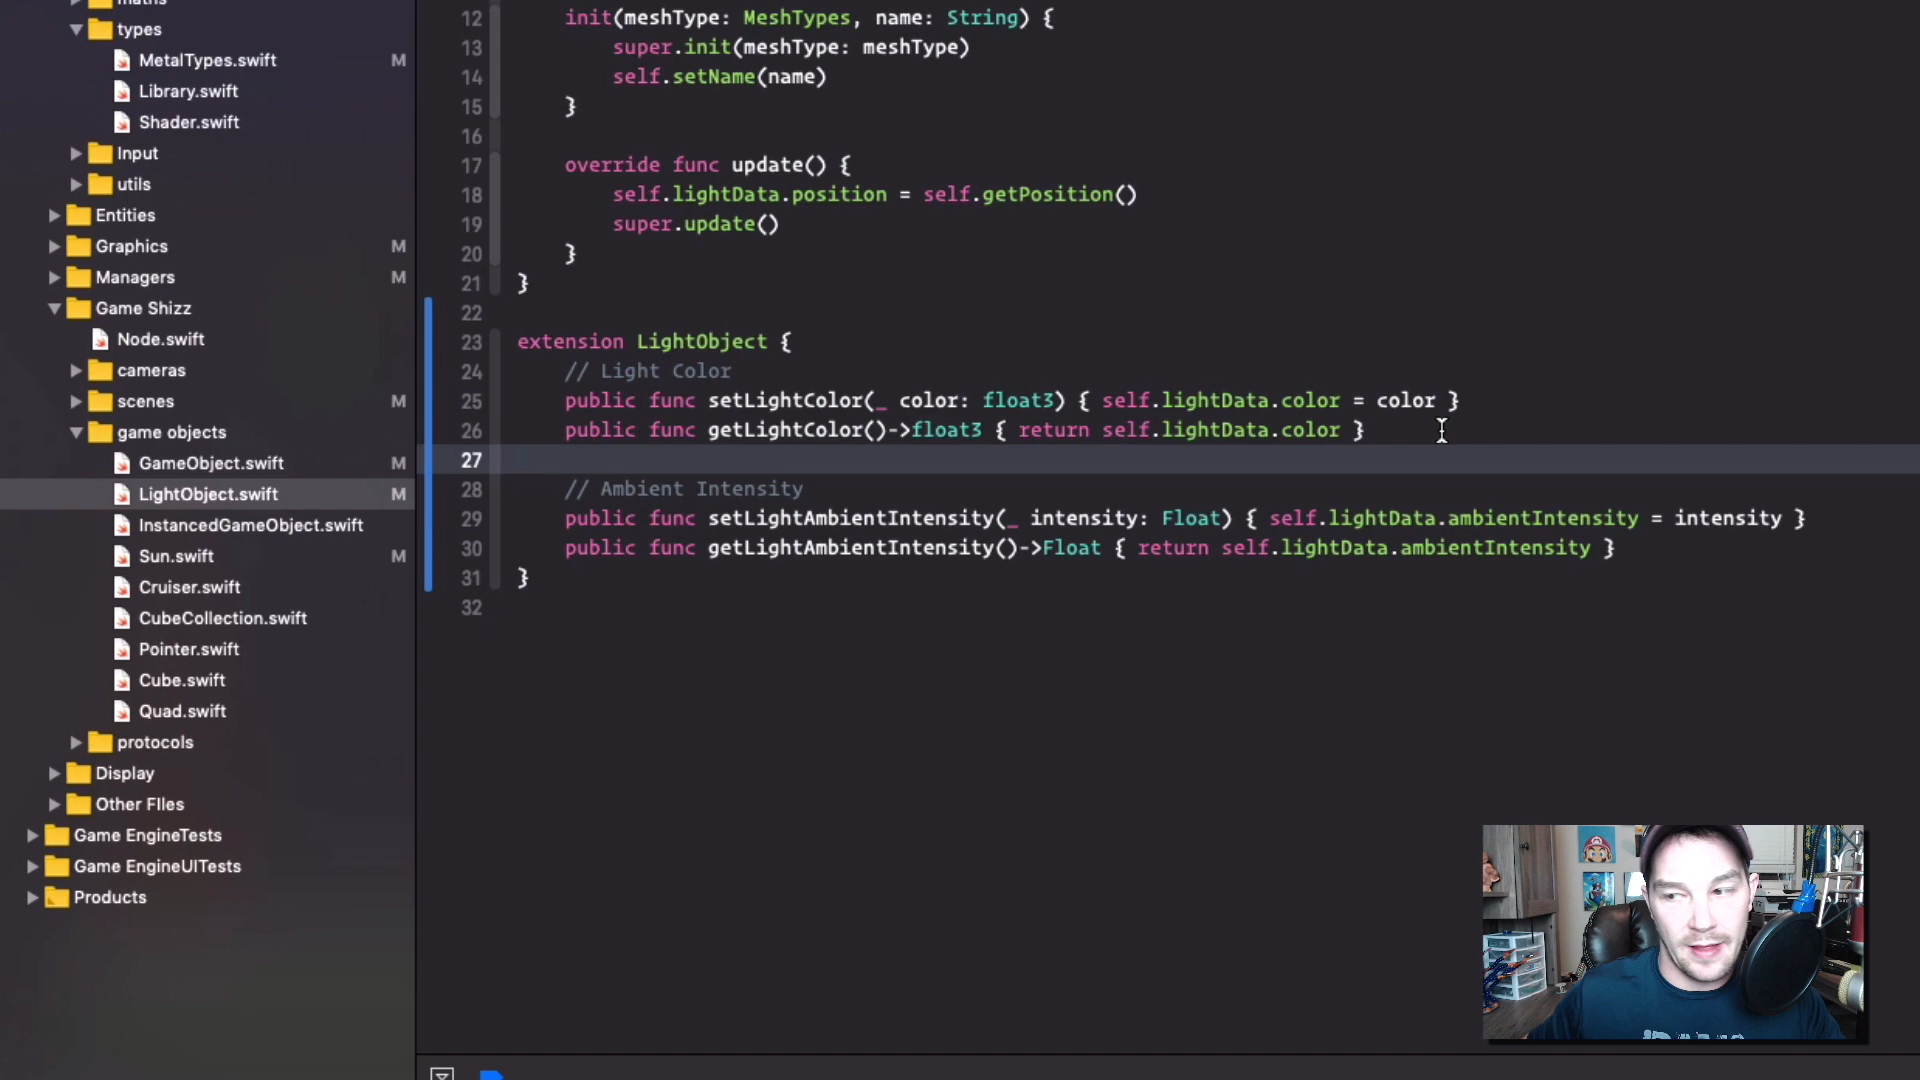 maths
types
MetalTypes.swift M
Library.swift
Shader.swift
Input
utils
Entities
Graphics M
Managers M
Game Shizz
Node.swift
cameras
scenes M
game objects
GameObject.swift M
LightObject.swift M
InstancedGameObject.swift
Sun.swift M
Cruiser.swift
CubeCollection.swift
Pointer.swift
Cube.swift
Quad.swift
protocols
Display
Other FIles
Game EngineTests
Game EngineUITests
Products
12 init(meshType: MeshTypes, name: String) {
13 super.init(meshType: meshType)
14 self.setName(name)
15 }
16
17 override func update() {
18 self.lightData.position = self.getPosition()
19 super.update()
20 }
21 }
22
23 extension LightObject {
24 // Light Color
25 public func setLightColor(_ color: float3) { self.lightData.color = color }
26 public func getLightColor()->float3 { return self.lightData.color }
27
28 // Ambient Intensity
29 public func setLightAmbientIntensity(_ intensity: Float) { self.lightData.ambientIntensity = intensity }
30 public func getLightAmbientIntensity()->Float { return self.lightData.ambientIntensity }
31 }
32